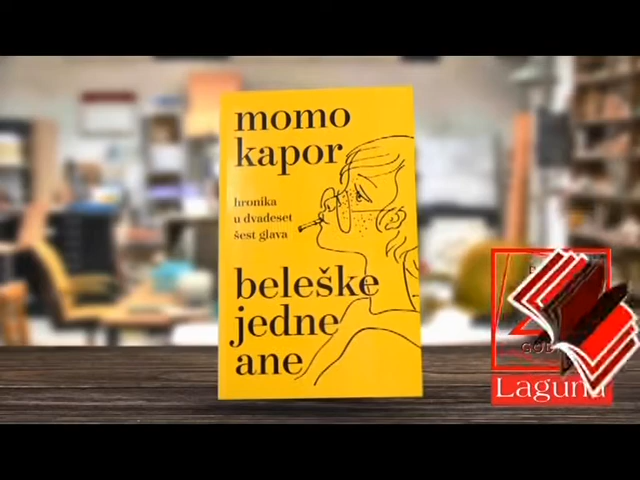 momo
kapor
hronika
u dvadeset
šest glava
beleške
jedne
ane
Laguna